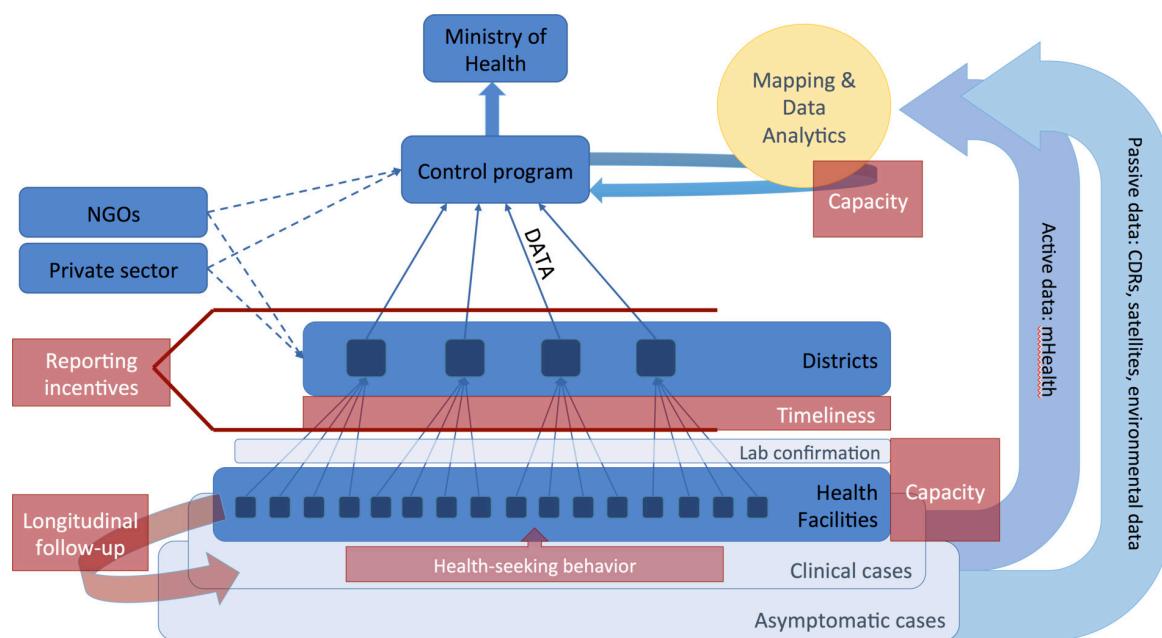 Ministry of
Health
Mapping &
Data
Analytics
Control program
Capacity
NGOs
Private sector
DATA
Reporting
incentives
Districts
Timeliness
Lab confirmation
Capacity
Health
Facilities
Longitudinal
follow-up
Health-seeking behavior
Clinical cases
Asymptomatic cases
Active data: mHealth
Passive data: CDRs, satellites, environmental data